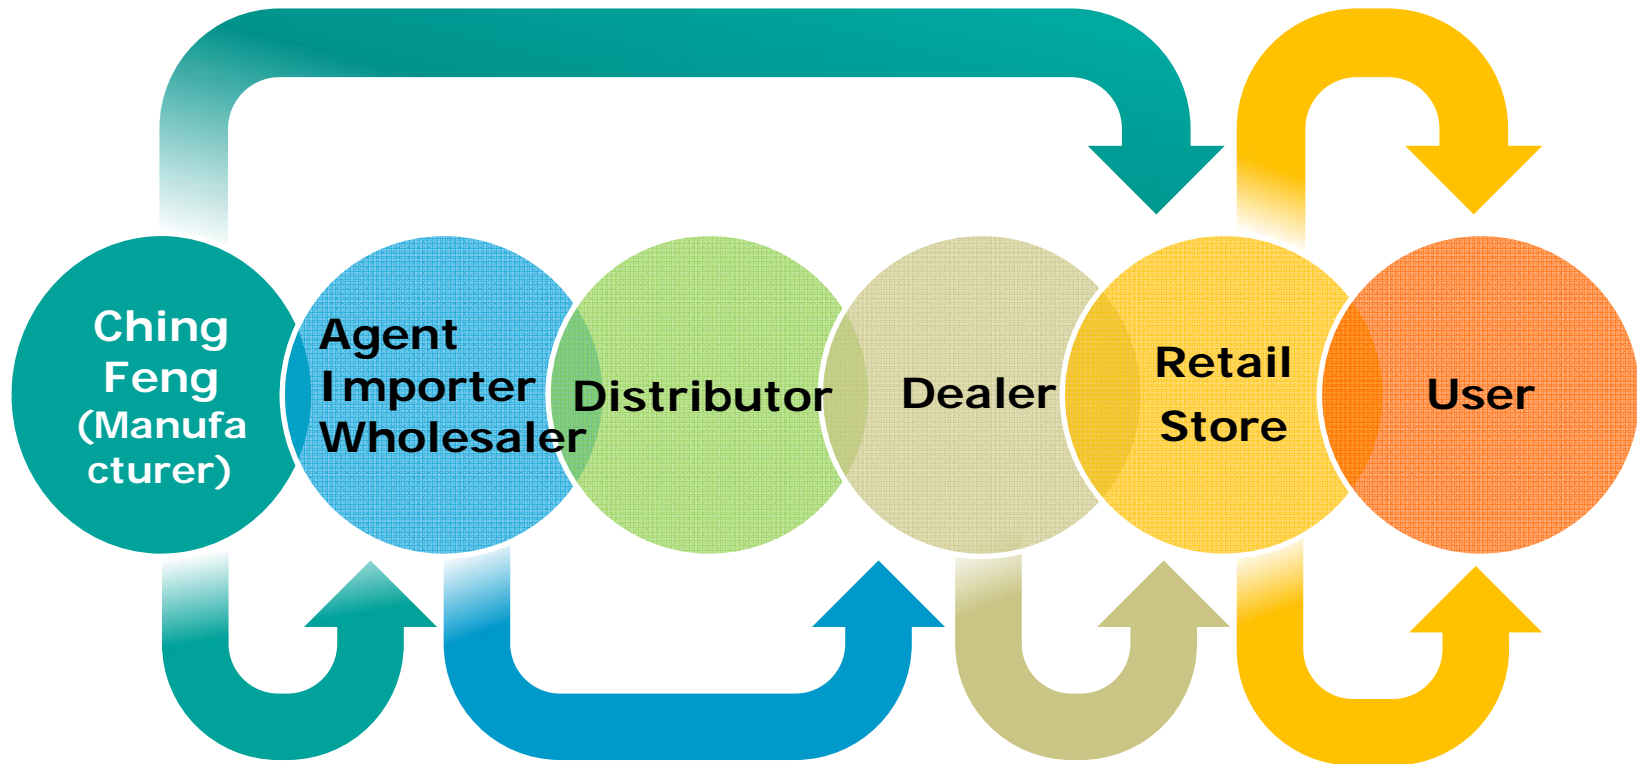 Ching
Feng
(Manufa
cturer)
Agent
Importer
Wholesaler
Distributor
Dealer
Retail
Store
User